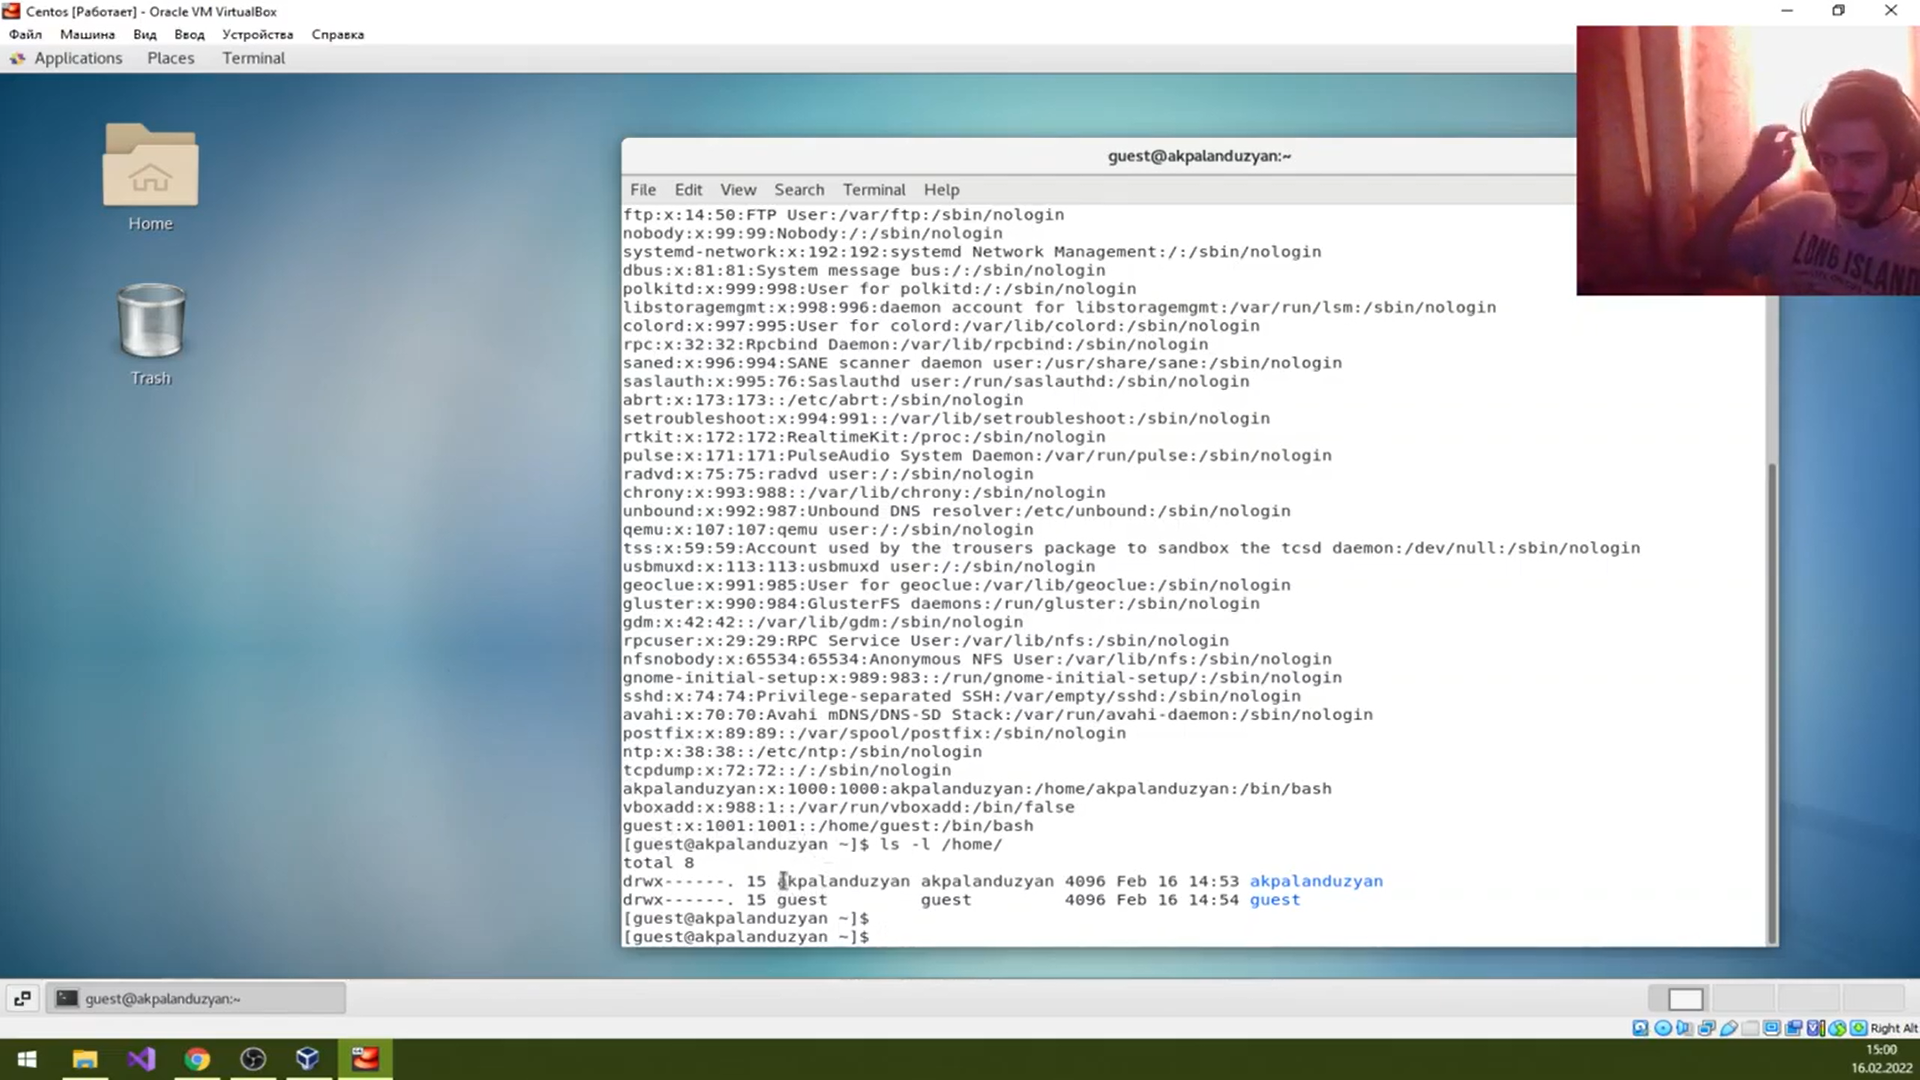 Centos [Работает] - Oracle VM VirtualBox
Файл Машина Вид Ввод Устройства Справка
Applications Places Terminal
Home
Trash
guest@akpalanduzyan:~
File Edit View Search Terminal Help
ftp:x:14:50:FTP User:/var/ftp:/sbin/nologin
nobody:x:99:99:Nobody:/:/sbin/nologin
systemd-network:x:192:192:systemd Network Management:/:/sbin/nologin
dbus:x:81:81:System message bus:/:/sbin/nologin
polkitd:x:999:998:User for polkitd:/:/sbin/nologin
libstoragemgmt:x:998:996:daemon account for libstoragemgmt:/var/run/lsm:/sbin/nologin
colord:x:997:995:User for colord:/var/lib/colord:/sbin/nologin
rpc:x:32:32:Rpcbind Daemon:/var/lib/rpcbind:/sbin/nologin
saned:x:996:994:SANE scanner daemon user:/usr/share/sane:/sbin/nologin
saslauth:x:995:76:Saslauthd user:/run/saslauthd:/sbin/nologin
abrt:x:173:173::/etc/abrt:/sbin/nologin
setroubleshoot:x:994:991::/var/lib/setroubleshoot:/sbin/nologin
rtkit:x:172:172:RealtimeKit:/proc:/sbin/nologin
pulse:x:171:171:PulseAudio System Daemon:/var/run/pulse:/sbin/nologin
radvd:x:75:75:radvd user:/:/sbin/nologin
chrony:x:993:988::/var/lib/chrony:/sbin/nologin
unbound:x:992:987:Unbound DNS resolver:/etc/unbound:/sbin/nologin
qemu:x:107:107:qemu user:/:/sbin/nologin
tss:x:59:59:Account used by the trousers package to sandbox the tcsd daemon:/dev/null:/sbin/nologin
usbmuxd:x:113:113:usbmuxd user:/:/sbin/nologin
geoclue:x:991:985:User for geoclue:/var/lib/geoclue:/sbin/nologin
gluster:x:990:984:GlusterFS daemons:/run/gluster:/sbin/nologin
gdm:x:42:42::/var/lib/gdm:/sbin/nologin
rpcuser:x:29:29:RPC Service User:/var/lib/nfs:/sbin/nologin
nfsnobody:x:65534:65534:Anonymous NFS User:/var/lib/nfs:/sbin/nologin
gnome-initial-setup:x:989:983::/run/gnome-initial-setup/:/sbin/nologin
sshd:x:74:74:Privilege-separated SSH:/var/empty/sshd:/sbin/nologin
avahi:x:70:70:Avahi mDNS/DNS-SD Stack:/var/run/avahi-daemon:/sbin/nologin
postfix:x:89:89::/var/spool/postfix:/sbin/nologin
ntp:x:38:38::/etc/ntp:/sbin/nologin
tcpdump:x:72:72::/:/sbin/nologin
akpalanduzyan:x:1000:1000:akpalanduzyan:/home/akpalanduzyan:/bin/bash
vboxadd:x:988:1::/var/run/vboxadd:/bin/false
guest:x:1001:1001::/home/guest:/bin/bash
[guest@akpalanduzyan ~]$ ls -l /home/
total 8
drwx------. 15 akpalanduzyan akpalanduzyan 4096 Feb 16 14:53 akpalanduzyan
drwx------. 15 guest guest 4096 Feb 16 14:54 guest
[guest@akpalanduzyan ~]$
[guest@akpalanduzyan ~]$
LONG ISLAND
guest@akpalanduzyan:~
Right Alt
15:00
16.02.2022